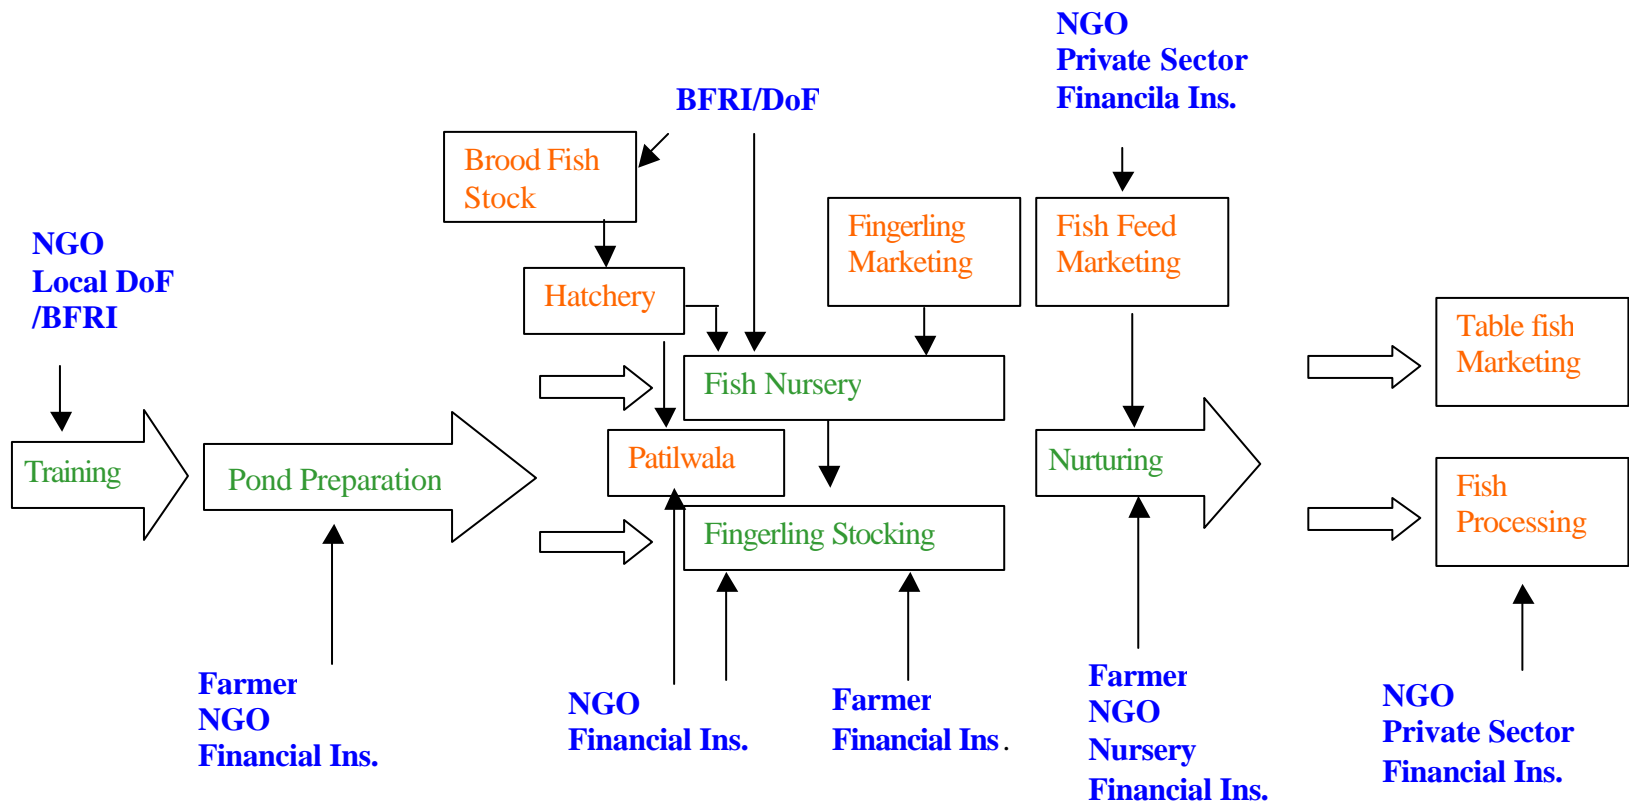 NGO
Private Sector
Financila Ins.
BFRI/DoF
Brood Fish
Stock
NGO
Local DoF
/BFRI
Fingerling
Marketing
Fish Feed
Marketing
Hatchery
Table fish
Marketing
Fish Nursery
Training
Pond Preparation
Patilwala
Nurturing
Fish
Processing
Fingerling Stocking
Farmer
NGO
Financial Ins.
NGO
Financial Ins.
Farmer
Financial Ins.
Farmer
NGO
Nursery
Financial Ins.
NGO
Private Sector
Financial Ins.